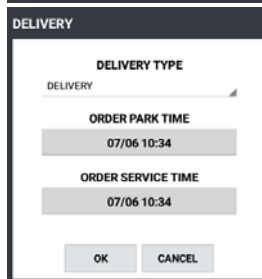 DELIVERY
DELIVERY TYPE
DELIVERY
ORDER PARK TIME
07/06 10:34
ORDER SERVICE TIME
07/06 10:34
OK CANCEL